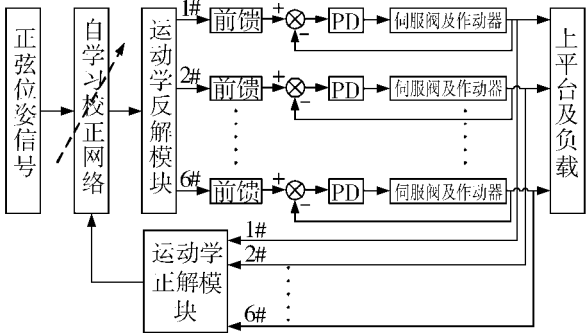 正弦位姿信号
自学习校正网络
运动学反解模块
1#
前馈
+
−
PD
伺服阀及作动器
2#
前馈
+
−
PD
伺服阀及作动器
6#
前馈
+
−
PD
伺服阀及作动器
上平台及负载
运动学
正解模
块
1#
2#
6#